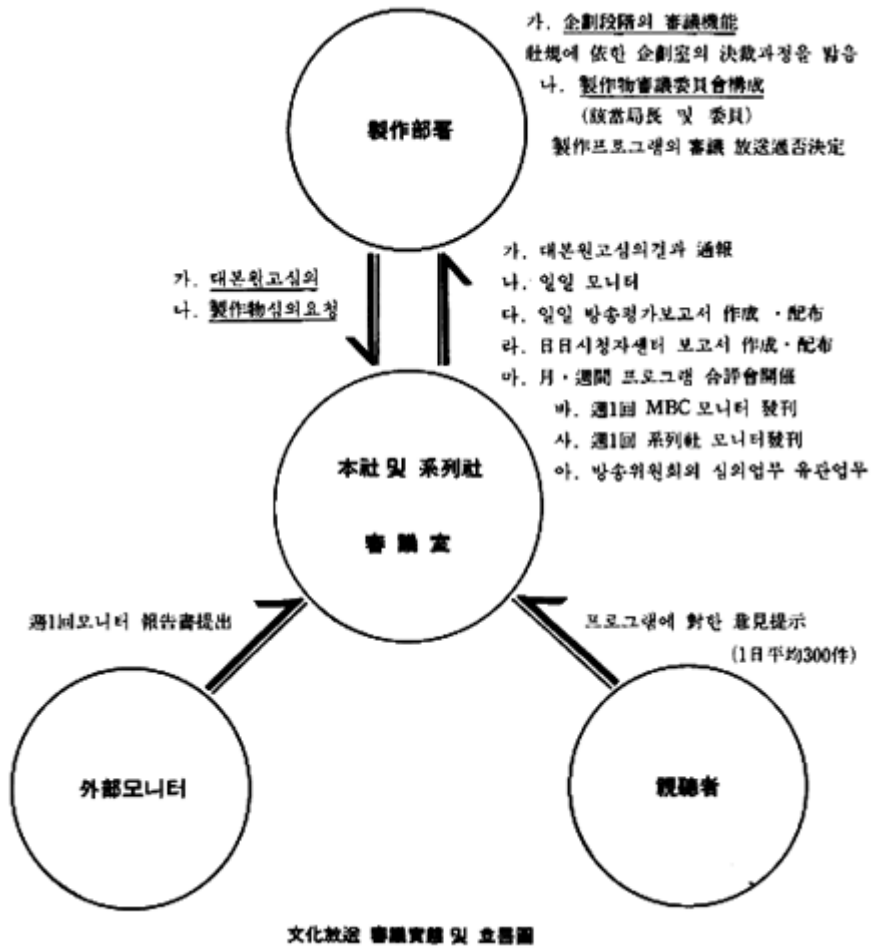 가. 企劃段階의 審議機能
社規에 依한 企劃室의 決裁과정을 밟음
나. 製作物審議委員會構成
(該當局長 및 委員)
製作프로그램의 審議 放送適否決定
製作部署
가. 대본원고심의
나. 製作物심의요청
가. 대본원고심의결과 通報
나. 일일 모니터
다. 일일 방송평가보고서 作成 · 配布
라. 日日시청자센터 보고서 作成 · 配布
마. 月 · 週間 프로그램 合評會開催
바. 週1回 MBC 모니터 發刊
사. 週1回 系列社 모니터發刊
아. 방송위원회의 심의업무 유관업무
本社 및 系列社
審議室
週1回모니터 報告書提出
프로그램에 對한 意見提示
(1日平均300件)
外部모니터
視聽者
文化放送 審議實態 및 흐름圖